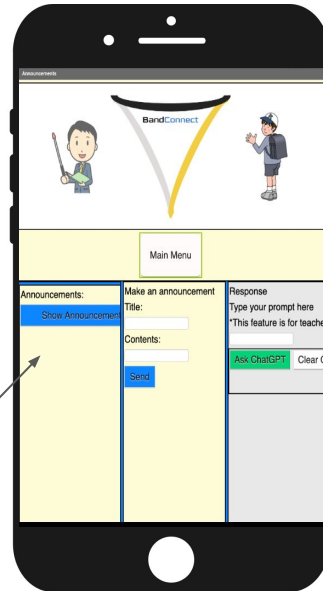 Announcements
BandConnect
Main Menu
Announcements:
Show Announcement
Make an announcement
Title:
Contents:
Send
Response
Type your prompt here
*This feature is for teache
Ask ChatGPT
Clear C